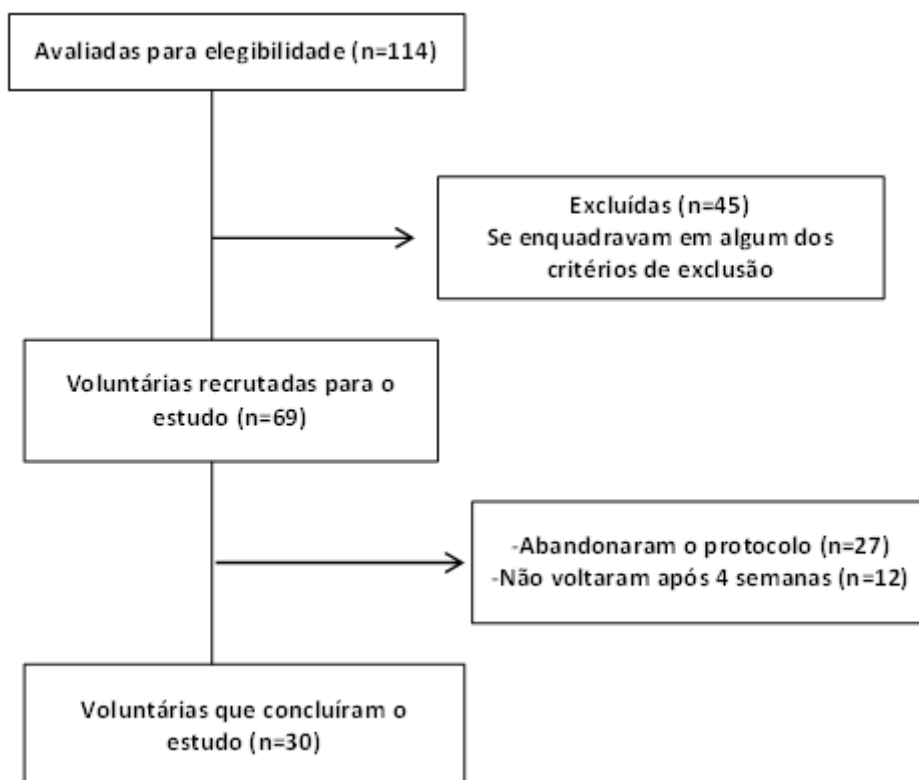 Avaliadas para elegibilidade (n=114)
Excluídas (n=45)
Se enquadravam em algum dos
critérios de exclusão
Voluntárias recrutadas para o
estudo (n=69)
-Abandonaram o protocolo (n=27)
-Não voltaram após 4 semanas (n=12)
Voluntárias que concluíram o
estudo (n=30)